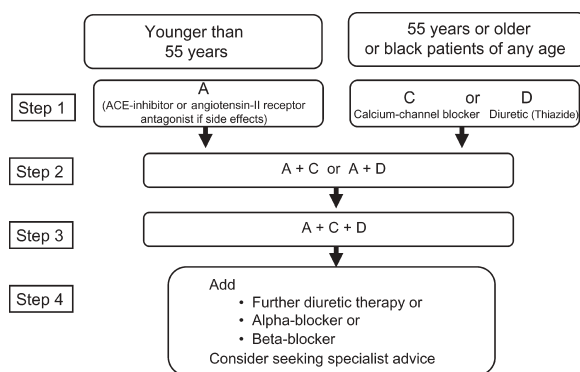 Younger than
55 years
55 years or older
or black patients of any age
Step 1
A
(ACE-inhibitor or angiotensin-II receptor
antagonist if side effects)
C or D
Calcium-channel blocker Diuretic (Thiazide)
Step 2
A + C or A + D
Step 3
A + C + D
Step 4
Add
• Further diuretic therapy or
• Alpha-blocker or
• Beta-blocker
Consider seeking specialist advice